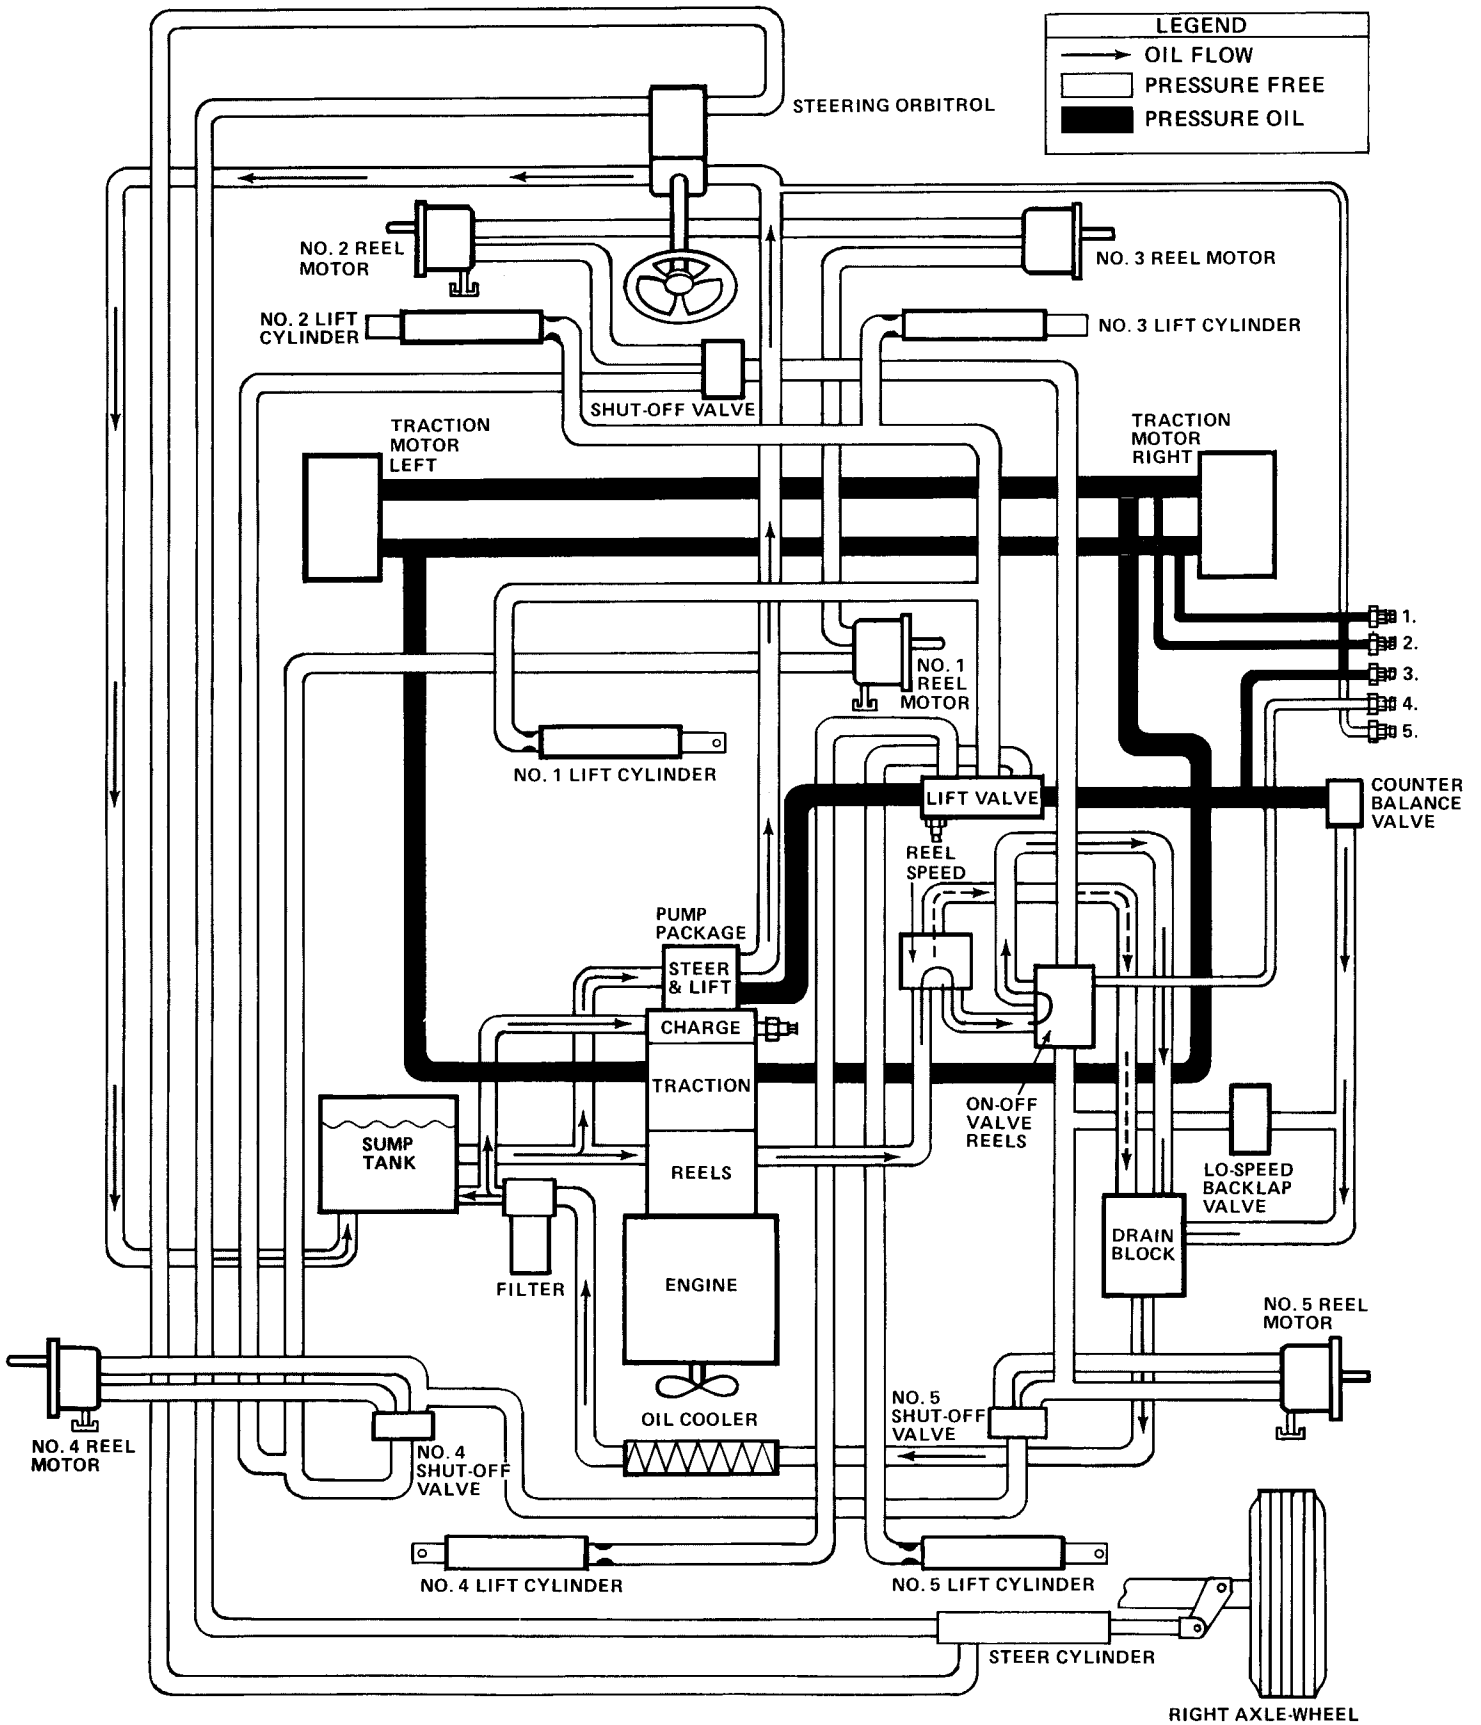 LEGEND
OIL FLOW
PRESSURE FREE
PRESSURE OIL
STEERING ORBITROL
NO. 2 REEL
MOTOR
NO. 3 REEL MOTOR
NO. 2 LIFT
CYLINDER
NO. 3 LIFT CYLINDER
SHUT-OFF VALVE
TRACTION
MOTOR
LEFT
TRACTION
MOTOR
RIGHT
1.
2.
3.
4.
5.
NO. 1
REEL
MOTOR
NO. 1 LIFT CYLINDER
LIFT VALVE
COUNTER
BALANCE
VALVE
REEL
SPEED
PUMP
PACKAGE
STEER
& LIFT
CHARGE
TRACTION
REELS
ON-OFF
VALVE
REELS
SUMP
TANK
LO-SPEED
BACKLAP
VALVE
DRAIN
BLOCK
FILTER
ENGINE
NO. 5 REEL
MOTOR
OIL COOLER
NO. 5
SHUT-OFF
VALVE
NO. 4 REEL
MOTOR
NO. 4
SHUT-OFF
VALVE
NO. 4 LIFT CYLINDER
NO. 5 LIFT CYLINDER
STEER CYLINDER
RIGHT AXLE-WHEEL